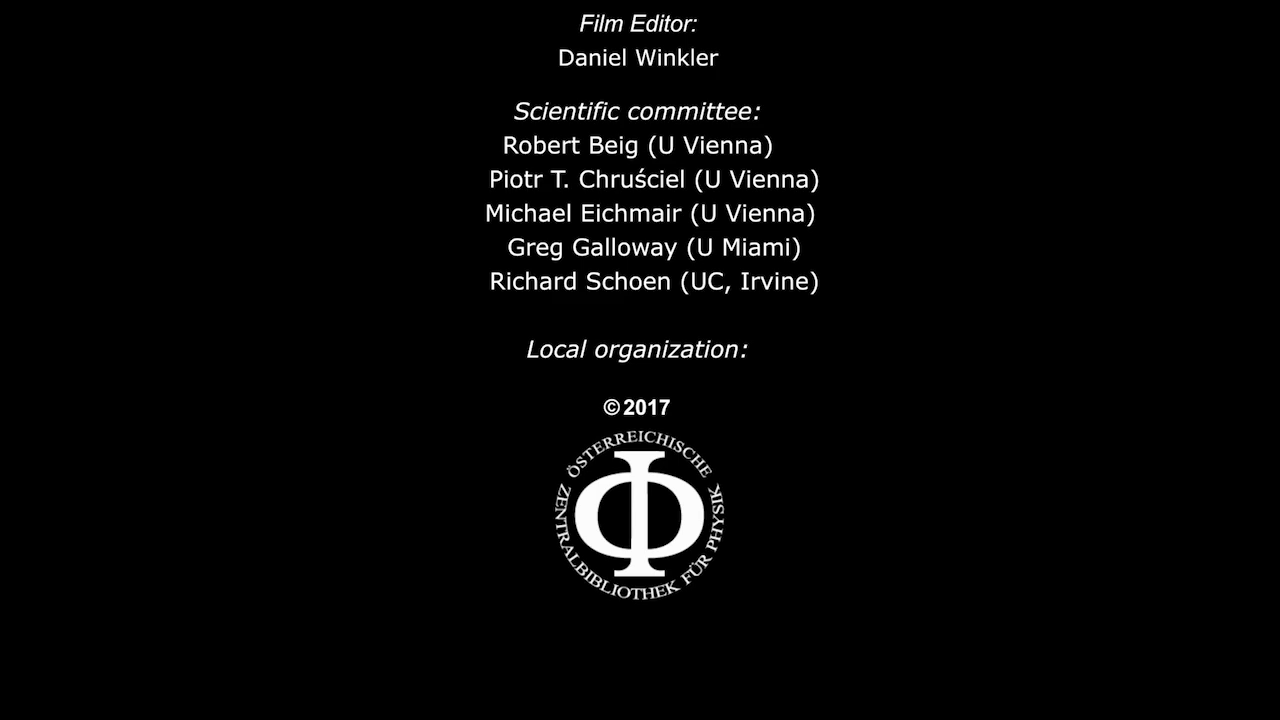 Film Editor:
Daniel Winkler
Scientific committee:
Robert Beig (U Vienna)
Piotr T. Chruściel (U Vienna)
Michael Eichmair (U Vienna)
Greg Galloway (U Miami)
Richard Schoen (UC, Irvine)
Local organization:
© 2017
ÖSTERREICHISCHE
ZENTRALBIBLIOTHEK FÜR PHYSIK
Φ